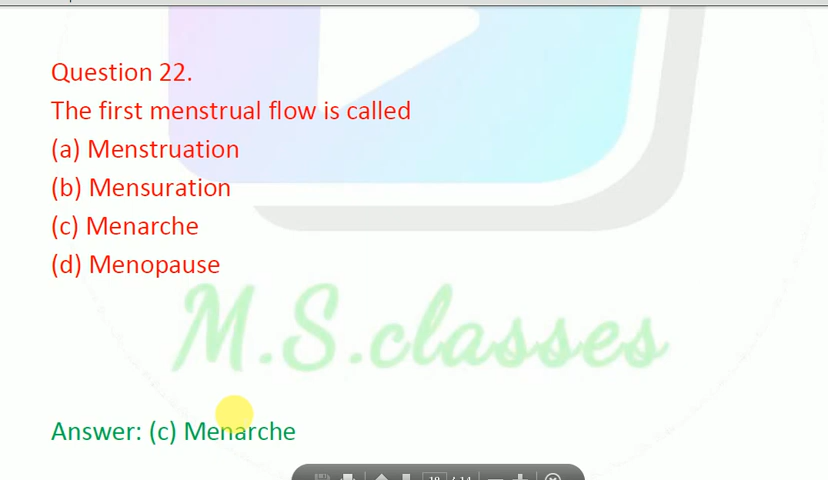 Question 22.
The first menstrual flow is called
(a) Menstruation
(b) Mensuration
(c) Menarche
(d) Menopause
M.S.classes
Answer: (c) Menarche